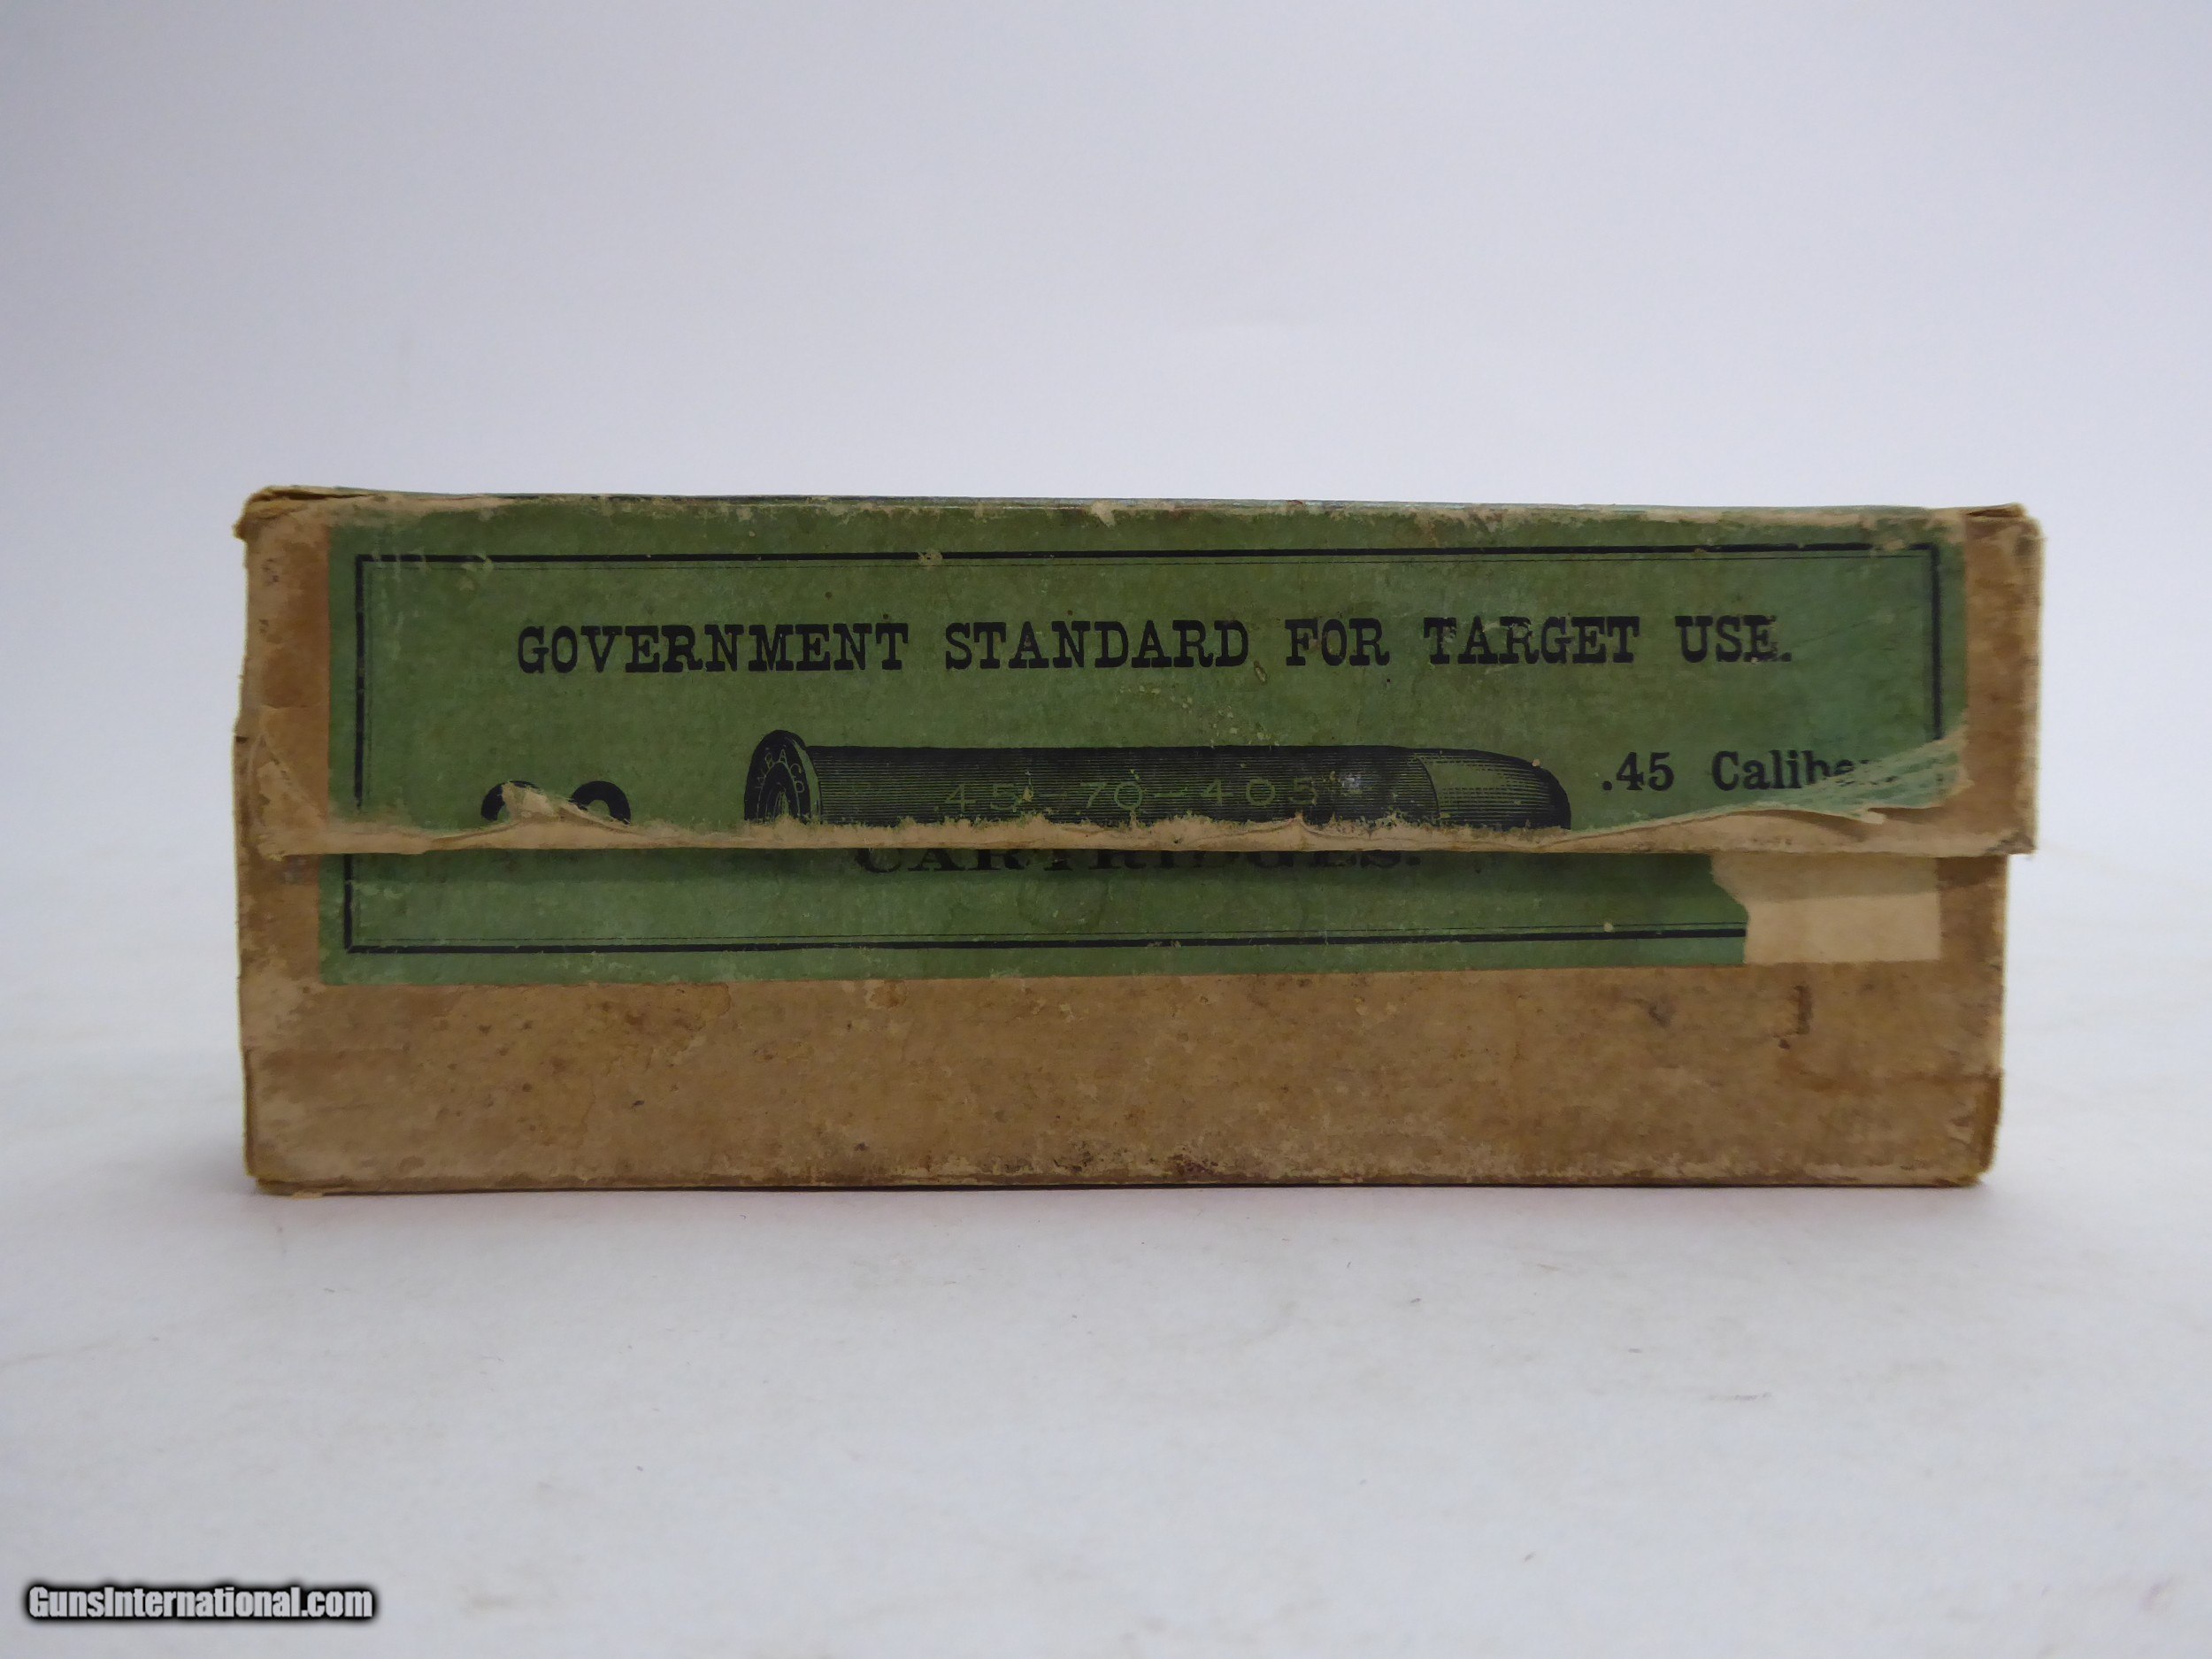 GOVERNMENT STANDARD FOR TARGET USE.
.45 Caliber.
.45-70-405
CARTRIDGES.
GunsInternational.com